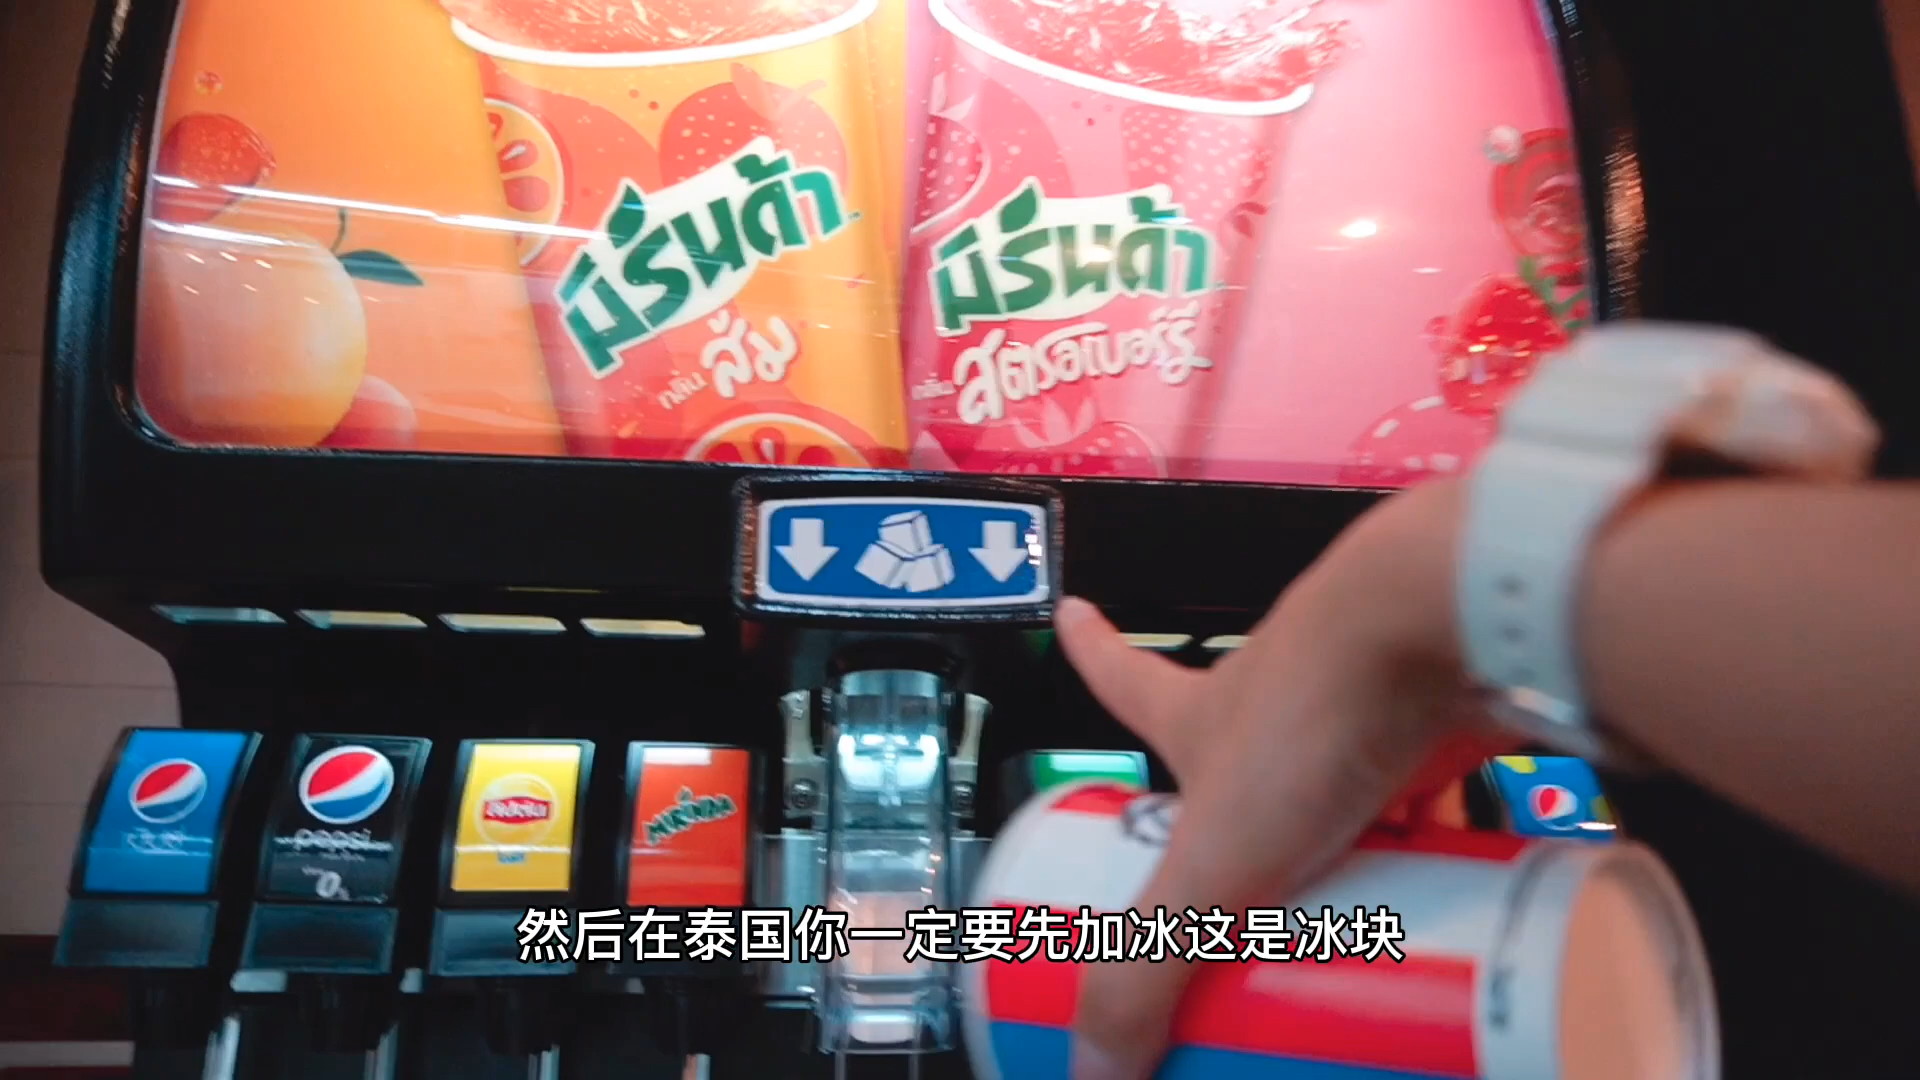 มิรินด้า
กลิ่น ส้ม
มิรินด้า
กลิ่น สตรอเบอร์รี่
pepsi
MIRINDA
然后在泰国你一定要先加冰这是冰块